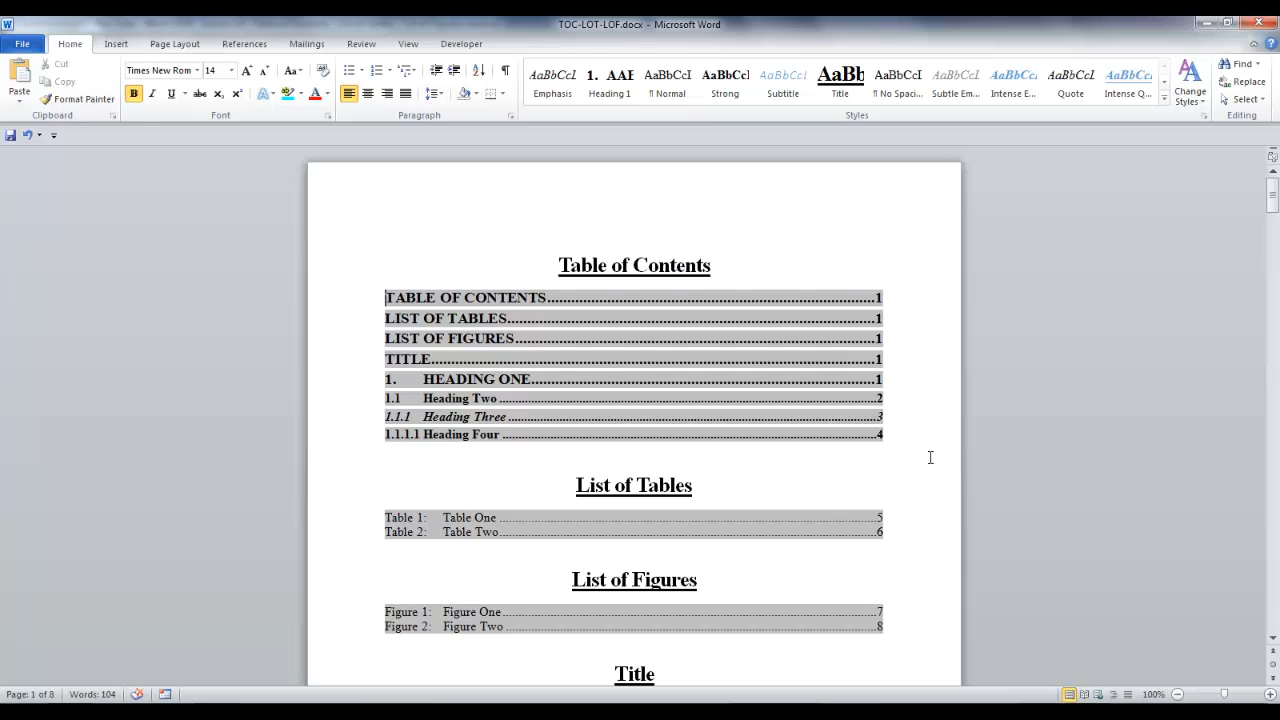 TOC-LOT-LOF.docx - Microsoft Word
File Home Insert Page Layout References Mailings Review View Developer
Paste
Cut
Copy
Format Painter
Clipboard
Times New Rom 14
Font
Paragraph
AaBbCcI 1. AAE AaBbCcI AaBbCcI AaBbCcI AaBb AaBbCcI AaBbCcI AaBbCcI AaBbCcI AaBbCcI
Emphasis Heading 1 ¶ Normal Strong Subtitle Title ¶ No Spaci... Subtle Em... Intense E... Quote Intense Q...
Styles
Change Styles
Find
Replace
Select
Editing
Table of Contents
TABLE OF CONTENTS...1
LIST OF TABLES...1
LIST OF FIGURES...1
TITLE...1
1. HEADING ONE...1
1.1 Heading Two...2
1.1.1 Heading Three...3
1.1.1.1 Heading Four...4
List of Tables
Table 1: Table One...5
Table 2: Table Two...6
List of Figures
Figure 1: Figure One...7
Figure 2: Figure Two...8
Title
Page: 1 of 8 Words: 104 100%